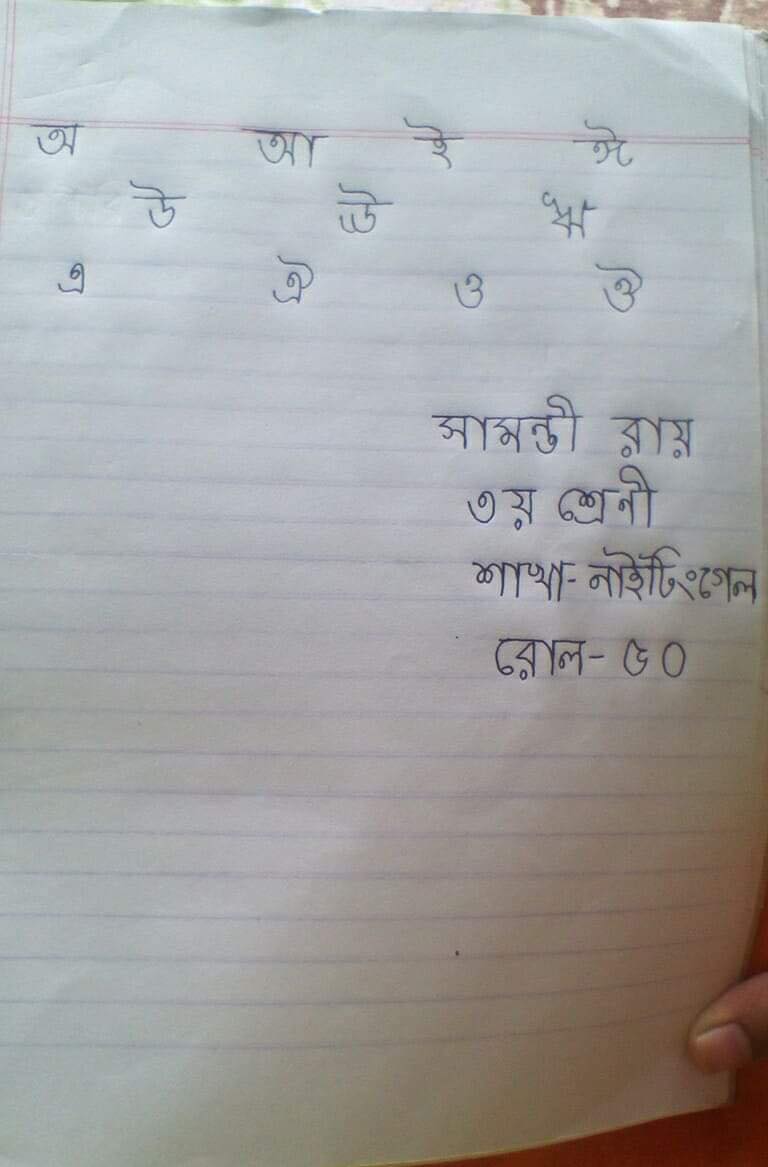 অ আ ই ঈ
উ ঊ ঋ
এ ঐ ও ঔ
সামন্তী রায়
৩য় শ্রেনী
শাখা- নাইটিংগেল
রোল- ৫০